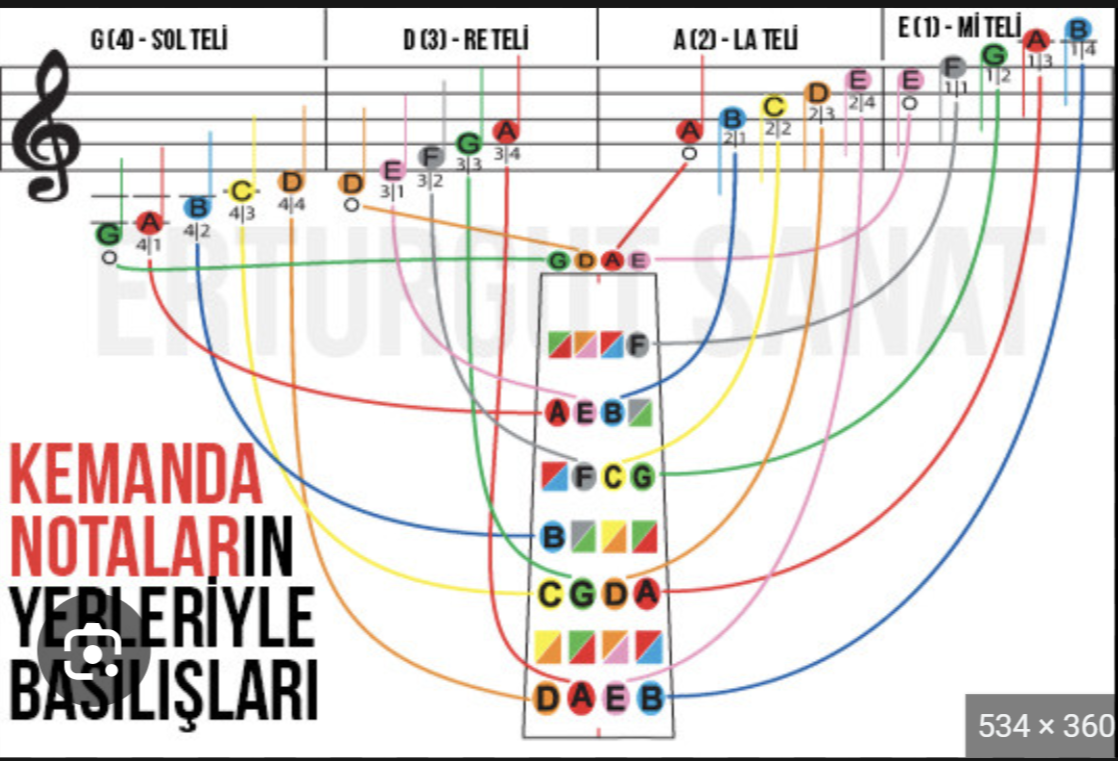 G(4) - SOL TELİ D(3) - RE TELİ A(2) - LA TELİ E(1) - Mİ TELİ
G A B C D D E F G A A B C D E E F G A B
O 4|1 4|2 4|3 4|4 O 3|1 3|2 3|3 3|4 O 2|1 2|2 2|3 2|4 O 1|1 1|2 1|3 1|4
G D A E
ERTURGUT SANAT
F
A E B
F C G
B
C G D A
D A E B
KEMANDA
NOTALARIN
YERLERİYLE
BASILIŞLARI
534 × 360